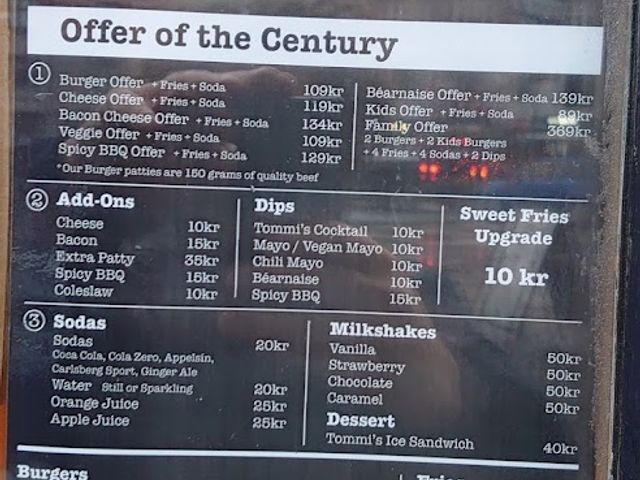 Offer of the Century
1
Burger Offer + Fries + Soda 109kr
Cheese Offer + Fries + Soda 119kr
Bacon Cheese Offer + Fries + Soda 134kr
Veggie Offer + Fries + Soda 109kr
Spicy BBQ Offer + Fries + Soda 129kr
*Our Burger patties are 150 grams of quality beef
Béarnaise Offer + Fries + Soda 139kr
Kids Offer + Fries + Soda 89kr
Family Offer 369kr
2 Burgers + 2 Kids Burgers
+ 4 Fries + 4 Sodas + 2 Dips
2 Add-Ons
Cheese 10kr
Bacon 15kr
Extra Patty 35kr
Spicy BBQ 15kr
Coleslaw 10kr
Dips
Tommi's Cocktail 10kr
Mayo / Vegan Mayo 10kr
Chili Mayo 10kr
Béarnaise 10kr
Spicy BBQ 15kr
Sweet Fries
Upgrade
10 kr
3 Sodas
Sodas 20kr
Coca Cola, Cola Zero, Appelsin,
Carlsberg Sport, Ginger Ale
Water Still or Sparkling 20kr
Orange Juice 25kr
Apple Juice 25kr
Milkshakes
Vanilla 50kr
Strawberry 50kr
Chocolate 50kr
Caramel 50kr
Dessert
Tommi's Ice Sandwich 40kr
Burgers